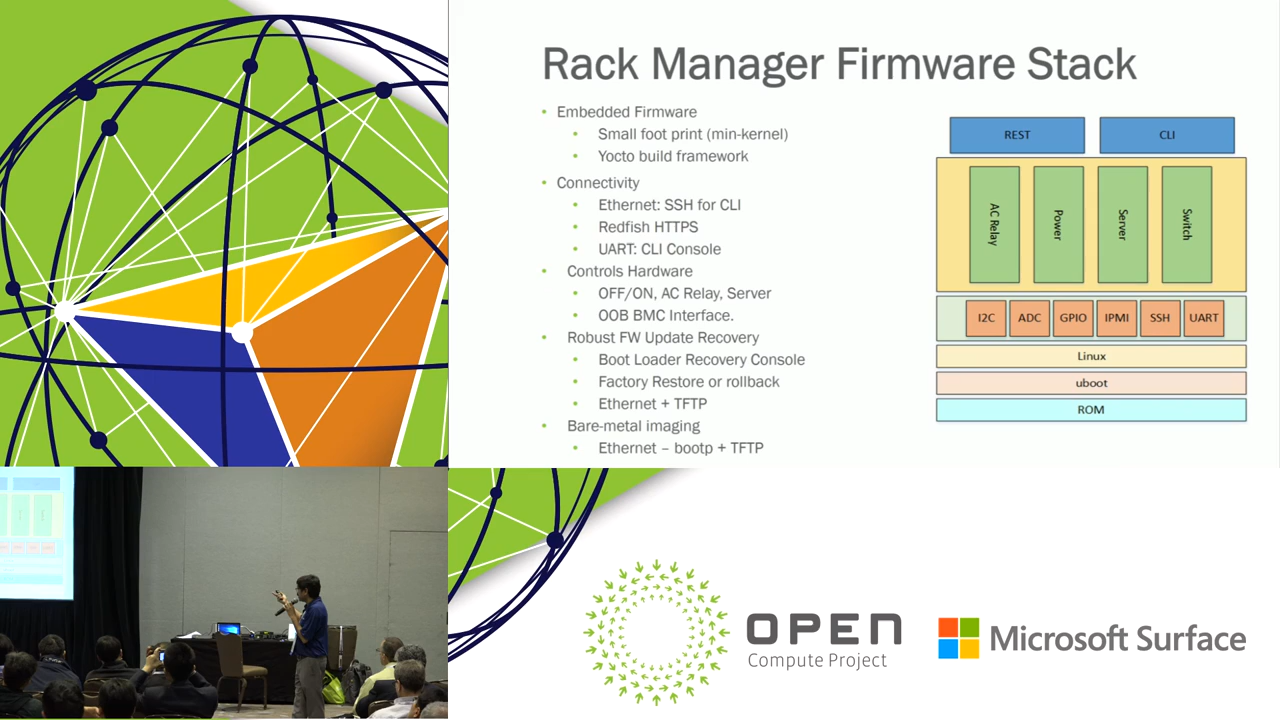 Rack Manager Firmware Stack
• Embedded Firmware
• Small foot print (min-kernel)
• Yocto build framework
• Connectivity
• Ethernet: SSH for CLI
• Redfish HTTPS
• UART: CLI Console
• Controls Hardware
• OFF/ON, AC Relay, Server
• OOB BMC Interface.
• Robust FW Update Recovery
• Boot Loader Recovery Console
• Factory Restore or rollback
• Ethernet + TFTP
• Bare-metal imaging
• Ethernet – bootp + TFTP
REST CLI
AC Relay Power Server Switch
I2C ADC GPIO IPMI SSH UART
Linux
uboot
ROM
OPEN
Compute Project
Microsoft Surface